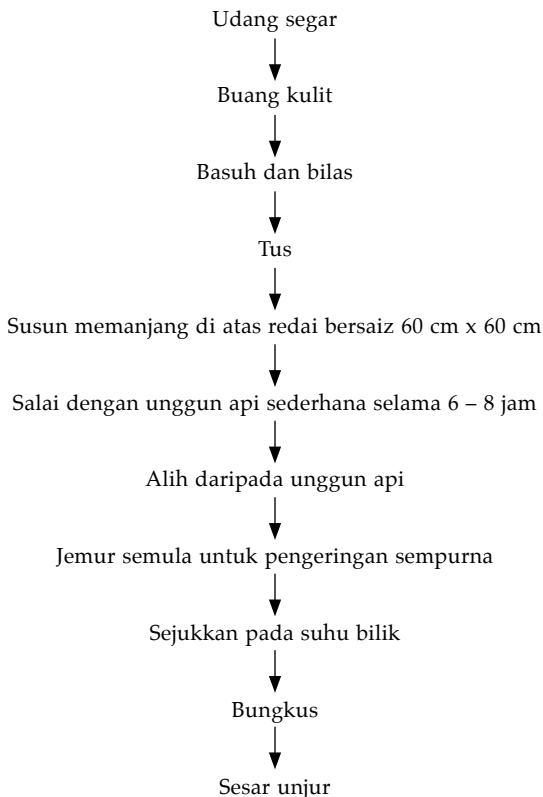 Udang segar
Buang kulit
Basuh dan bilas
Tus
Susun memanjang di atas redai bersaiz 60 cm x 60 cm
Salai dengan unggun api sederhana selama 6 – 8 jam
Alih daripada unggun api
Jemur semula untuk pengeringan sempurna
Sejukkan pada suhu bilik
Bungkus
Sesar unjur